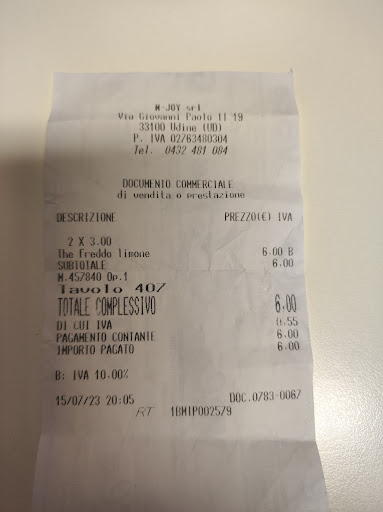 M-JOY srl
Via Giovanni Paolo II 19
33100 Udine (UD)
P. IVA 02763480304
Tel. 0432 481 084
DOCUMENTO COMMERCIALE
di vendita o prestazione
DESCRIZIONE PREZZO(€) IVA
2 X 3.00
The freddo limone 6.00 B
SUBTOTALE 6.00
M.45/840 Op.1
Tavolo 407
TOTALE COMPLESSIVO 6.00
DI CUI IVA 0.55
PAGAMENTO CONTANTE 6.00
IMPORTO PAGATO 6.00
B: IVA 10.00%
15/07/23 20:05 DOC.0783-0067
RT 1BMIP002579